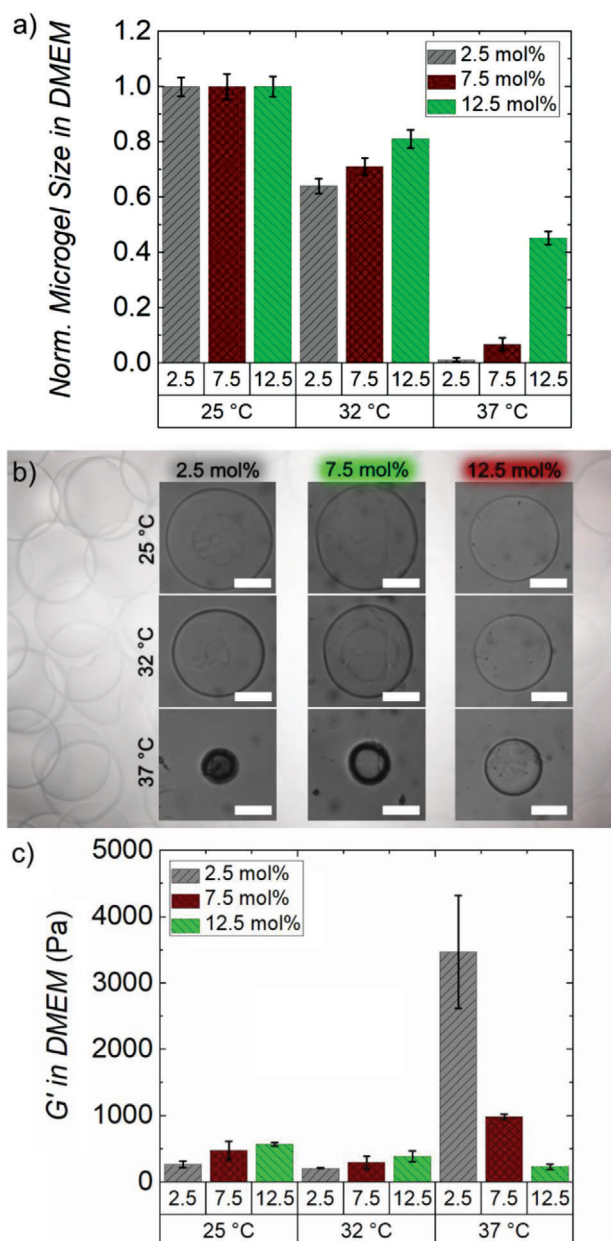 a)
Norm. Microgel Size in DMEM
1.2
1.0
0.8
0.6
0.4
0.2
0.0
2.5 mol%
7.5 mol%
12.5 mol%
2.5 7.5 12.5 2.5 7.5 12.5 2.5 7.5 12.5
25 °C 32 °C 37 °C
b)
2.5 mol% 7.5 mol% 12.5 mol%
25 °C
32 °C
37 °C
c)
G' in DMEM (Pa)
5000
4000
3000
2000
1000
0
2.5 mol%
7.5 mol%
12.5 mol%
2.5 7.5 12.5 2.5 7.5 12.5 2.5 7.5 12.5
25 °C 32 °C 37 °C